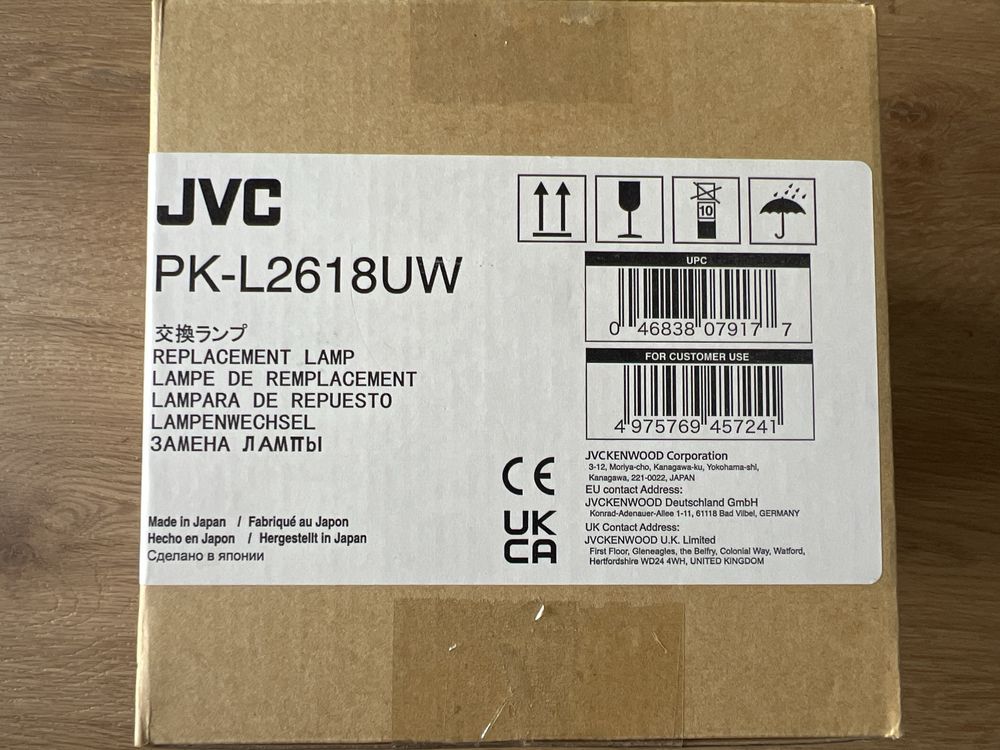 JVC
PK-L2618UW
交換ランプ
REPLACEMENT LAMP
LAMPE DE REMPLACEMENT
LAMPARA DE REPUESTO
LAMPENWECHSEL
ЗАМЕНА ЛАМПЫ
Made in Japan / Fabriqué au Japon
Hecho en Japon / Hergestellt in Japan
Сделано в японии
10
UPC
0 46838 07917 7
FOR CUSTOMER USE
4 975769 457241
CE
UK
CA
JVCKENWOOD Corporation
3-12, Moriya-cho, Kanagawa-ku, Yokohama-shi,
Kanagawa, 221-0022, JAPAN
EU contact Address:
JVCKENWOOD Deutschland GmbH
Konrad-Adenauer-Allee 1-11, 61118 Bad Vilbel, GERMANY
UK Contact Address:
JVCKENWOOD U.K. Limited
First Floor, Gleneagles, the Belfry, Colonial Way, Watford,
Hertfordshire WD24 4WH, UNITED KINGDOM